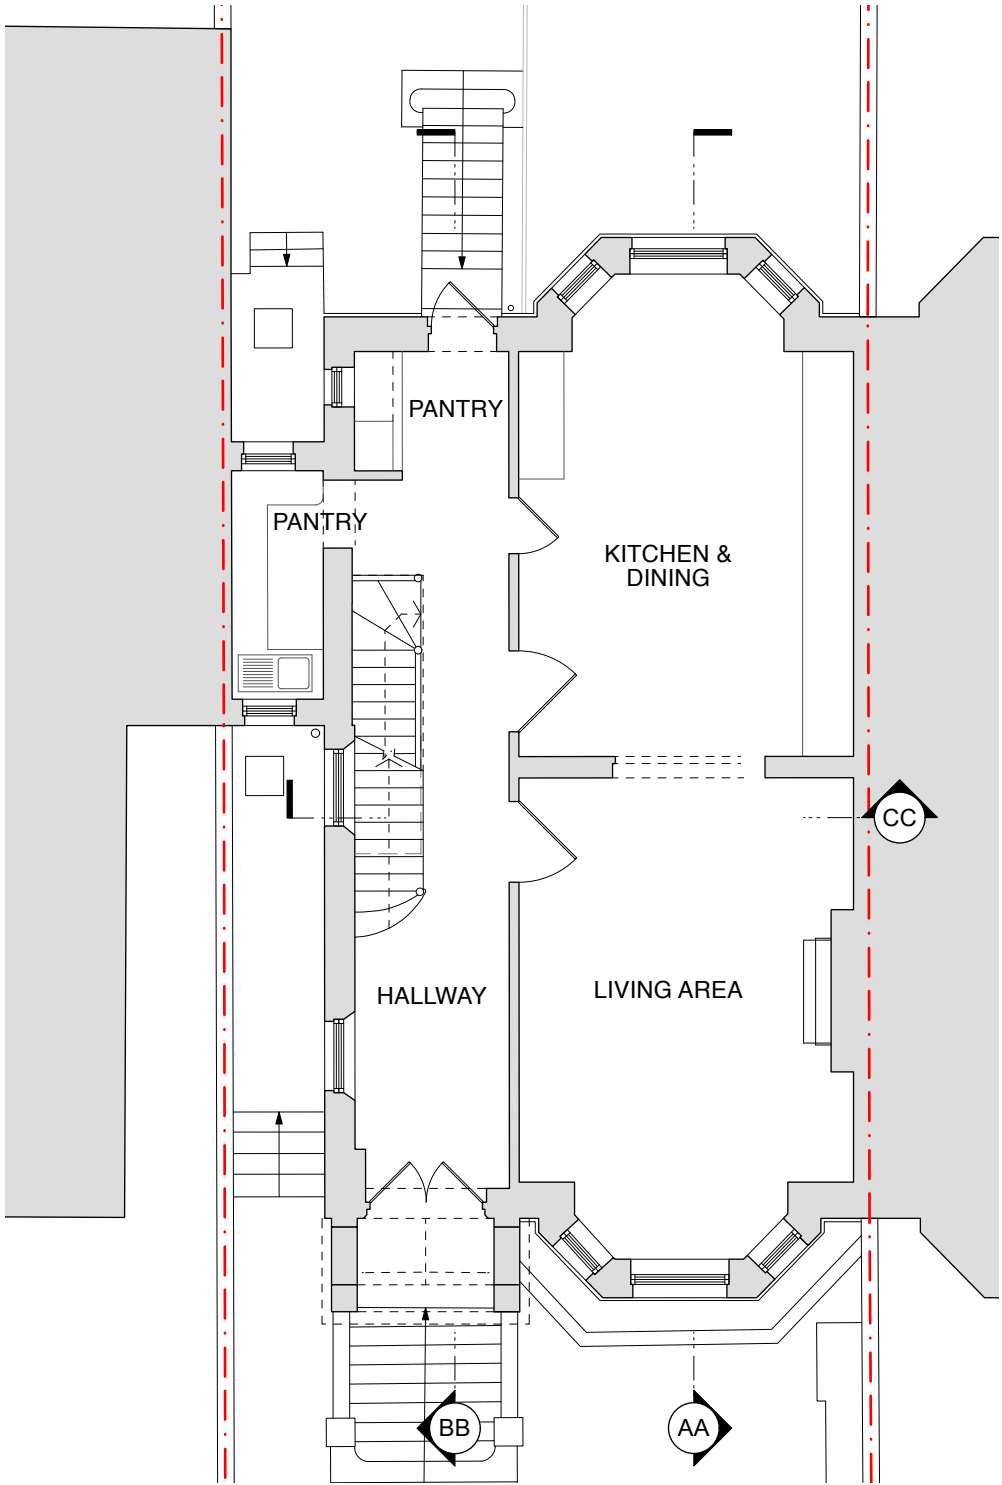 PANTRY
PANTRY
KITCHEN &
DINING
CC
HALLWAY
LIVING AREA
BB
AA